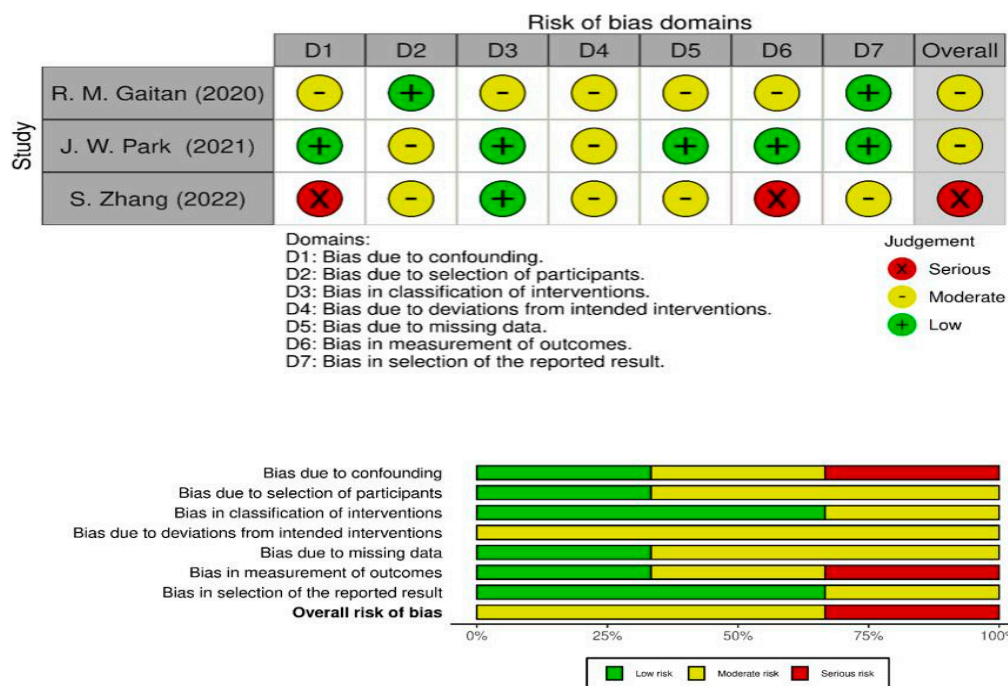 Risk of bias domains
D1 D2 D3 D4 D5 D6 D7 Overall
Study
R. M. Gaitan (2020) - + - - - - + -
J. W. Park (2021) + - + - + + + -
S. Zhang (2022) X - + - - X - X
Domains:
D1: Bias due to confounding.
D2: Bias due to selection of participants.
D3: Bias in classification of interventions.
D4: Bias due to deviations from intended interventions.
D5: Bias due to missing data.
D6: Bias in measurement of outcomes.
D7: Bias in selection of the reported result.
Judgement
X Serious
- Moderate
+ Low
Bias due to confounding
Bias due to selection of participants
Bias in classification of interventions
Bias due to deviations from intended interventions
Bias due to missing data
Bias in measurement of outcomes
Bias in selection of the reported result
Overall risk of bias
0% 25% 50% 75% 100%
Low risk Moderate risk Serious risk